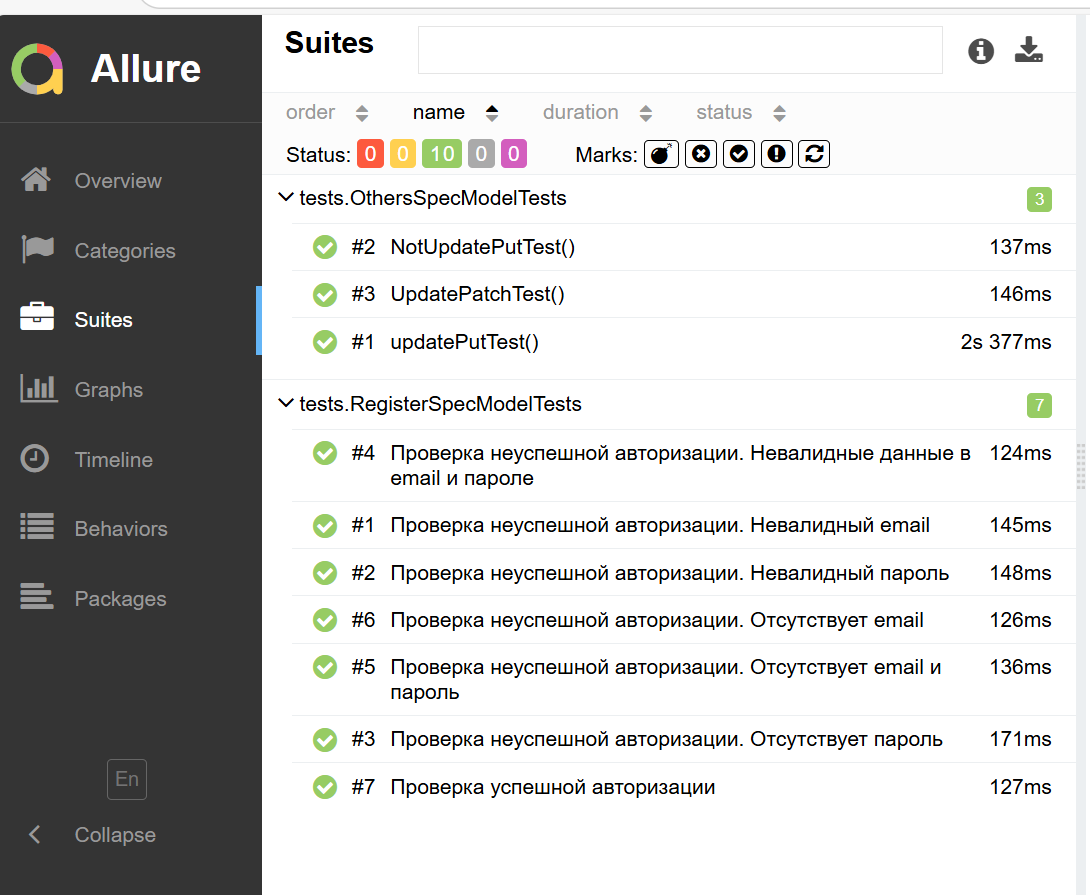 Allure
Suites
order name duration status
Status: 0 0 10 0 0 Marks:
Overview
Categories
Suites
Graphs
Timeline
Behaviors
Packages
En
Collapse
tests.OthersSpecModelTests 3
#2 NotUpdatePutTest() 137ms
#3 UpdatePatchTest() 146ms
#1 updatePutTest() 2s 377ms
tests.RegisterSpecModelTests 7
#4 Проверка неуспешной авторизации. Невалидные данные в 124ms
email и пароле
#1 Проверка неуспешной авторизации. Невалидный email 145ms
#2 Проверка неуспешной авторизации. Невалидный пароль 148ms
#6 Проверка неуспешной авторизации. Отсутствует email 126ms
#5 Проверка неуспешной авторизации. Отсутствует email и 136ms
пароль
#3 Проверка неуспешной авторизации. Отсутствует пароль 171ms
#7 Проверка успешной авторизации 127ms